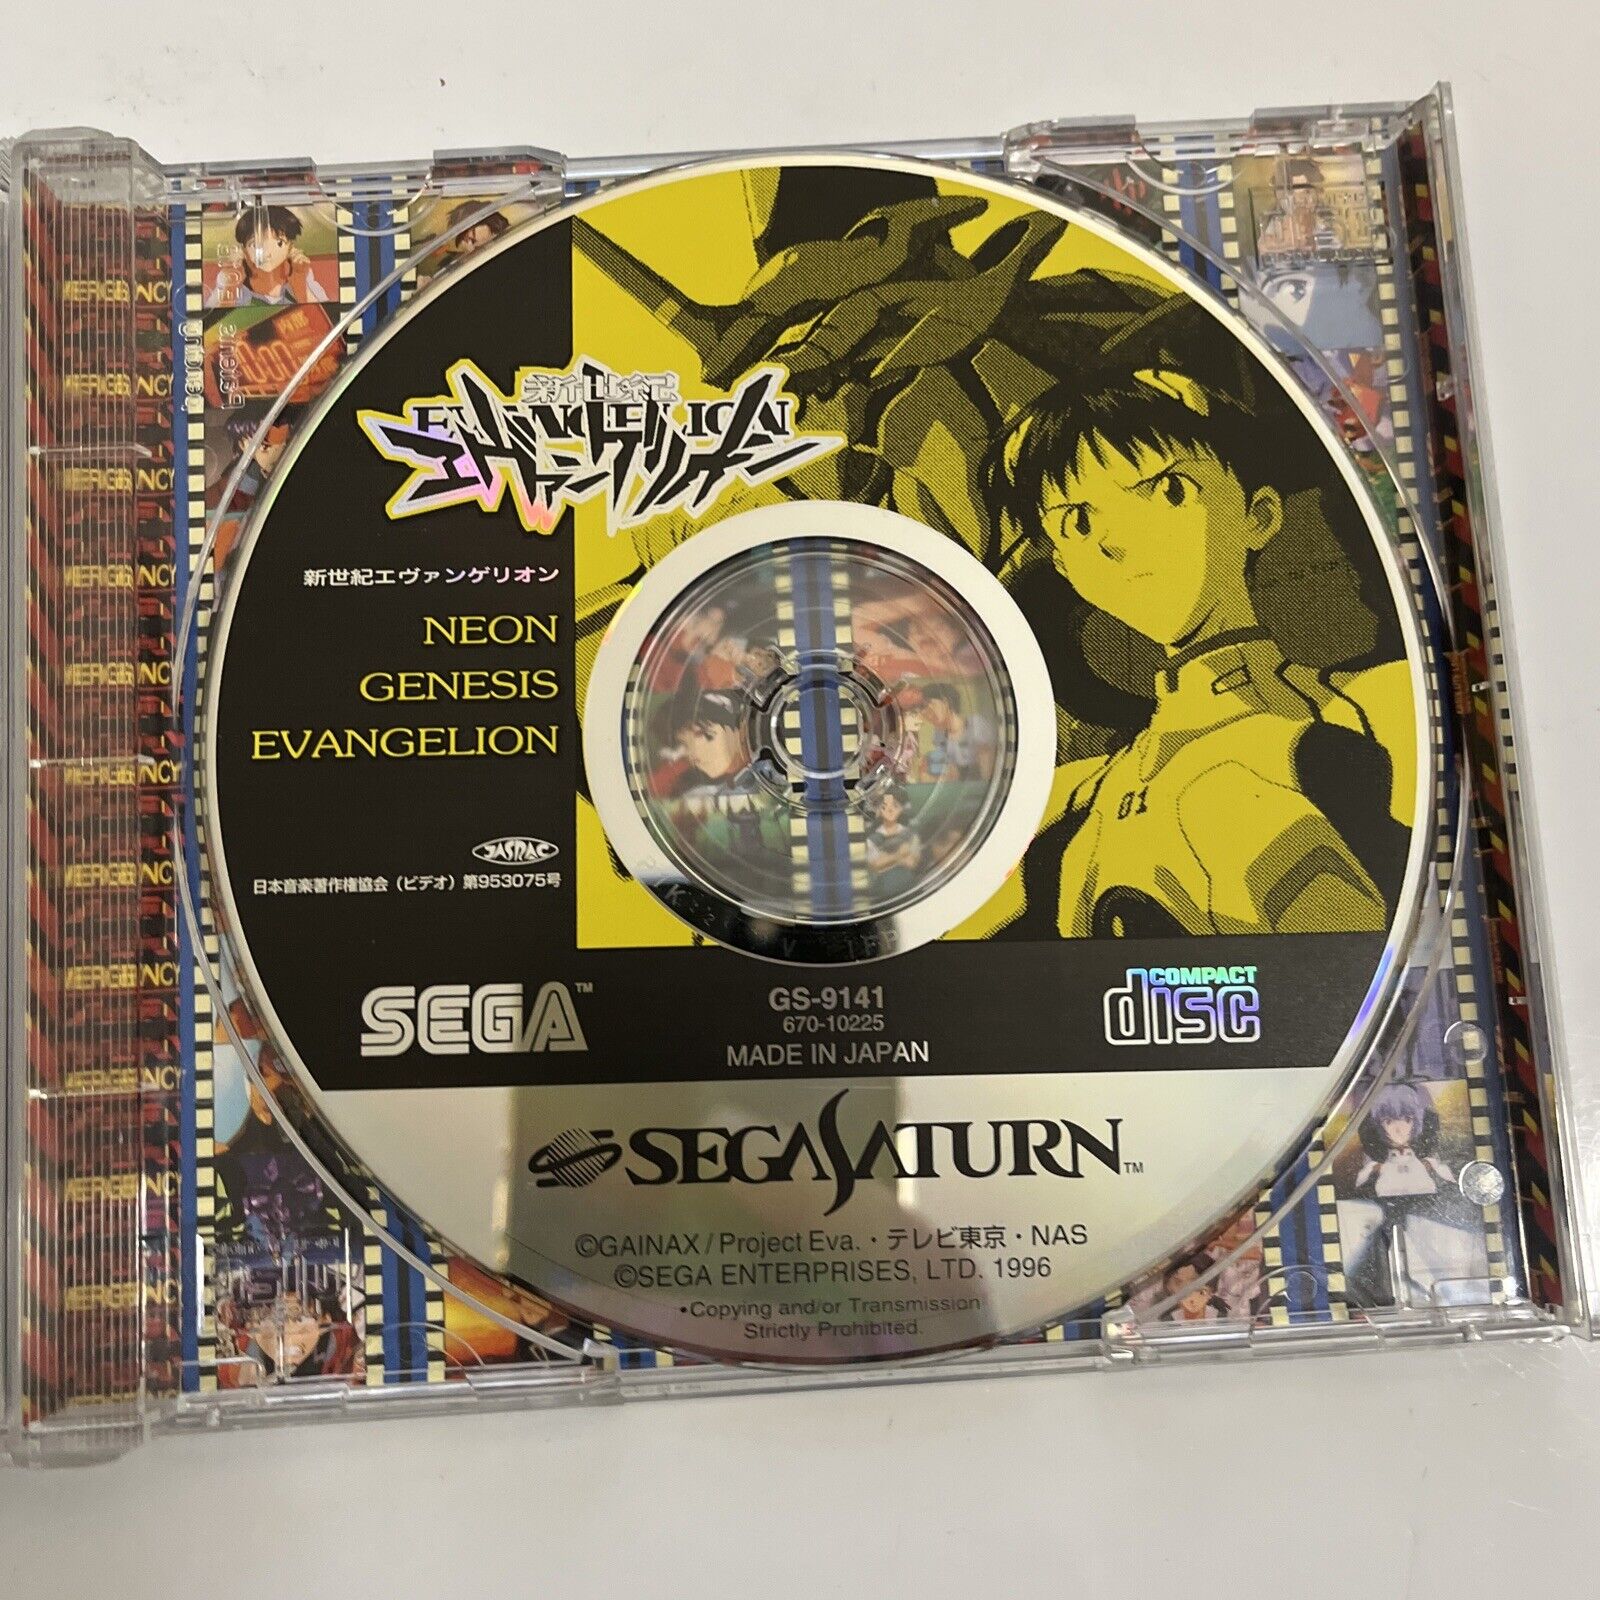 新世紀
EVANGELION
エヴァンゲリオン
新世紀エヴァンゲリオン
NEON
GENESIS
EVANGELION
JASRAC
日本音楽著作権協会（ビデオ）第953075号
01
SEGA™
GS-9141
670-10225
MADE IN JAPAN
COMPACT
disc
SEGA SATURN™
©GAINAX / Project Eva.・テレビ東京・NAS
©SEGA ENTERPRISES, LTD. 1996
•Copying and/or Transmission
Strictly Prohibited.